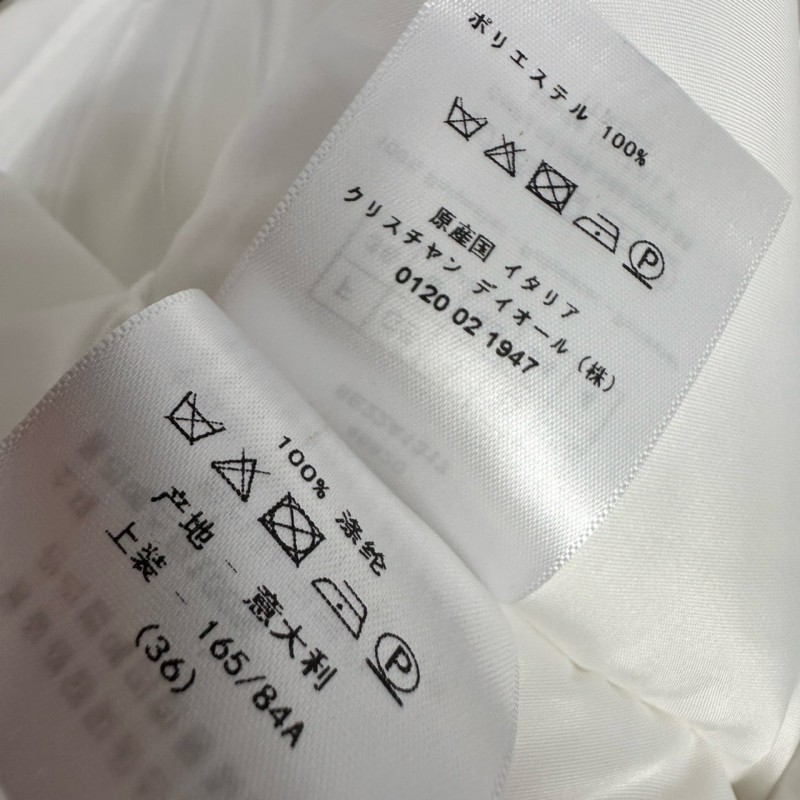 ポリエステル 100%
原産国 イタリア
クリスチャン デイオール (株)
0120 02 1947
100% 涤纶
产地 - 意大利
上装 - 165/84A
(36)